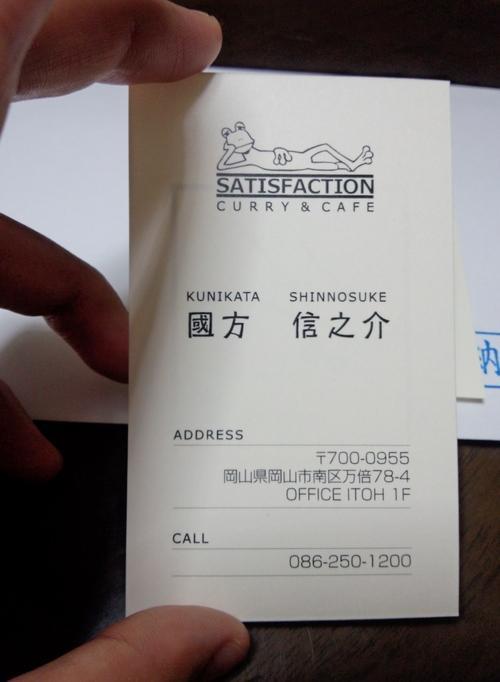 SATISFACTION
CURRY & CAFE
KUNIKATA SHINNOSUKE
國方 信之介
ADDRESS
〒700-0955
岡山県岡山市南区万倍78-4
OFFICE ITOH 1F
CALL
086-250-1200
納